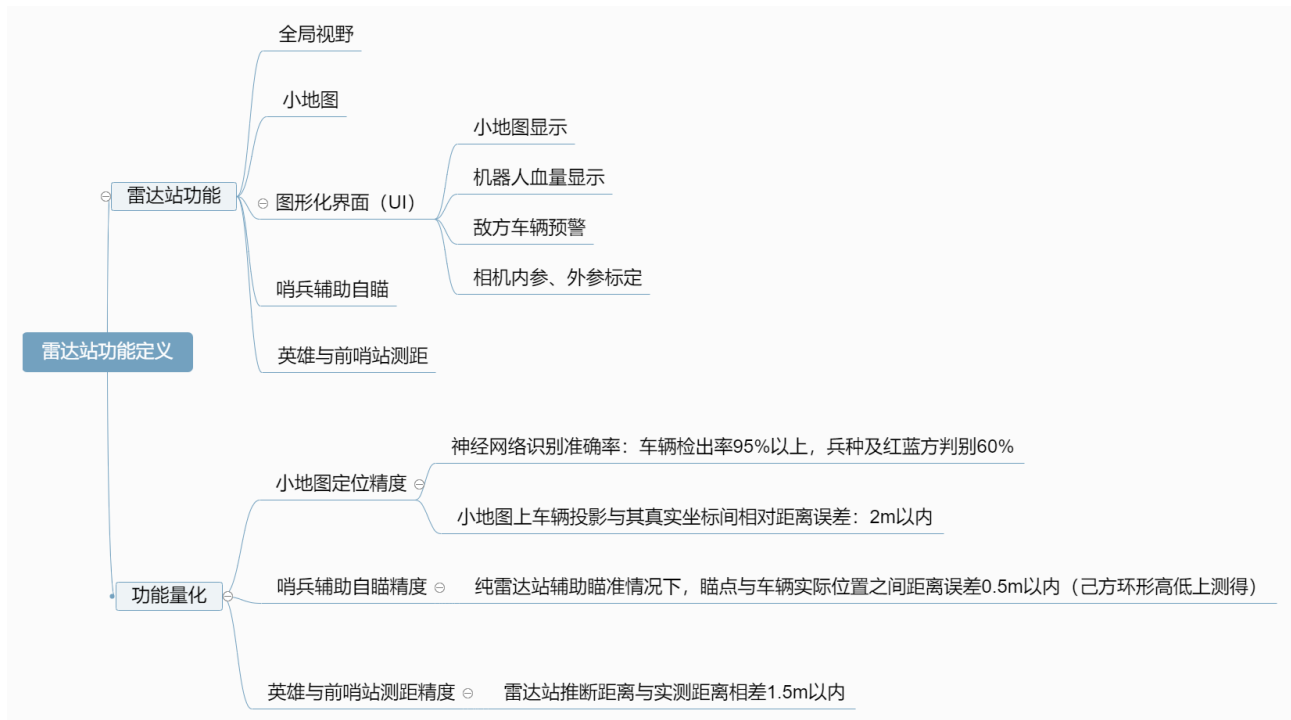 雷达站功能定义
雷达站功能
全局视野
小地图
图形化界面（UI）
小地图显示
机器人血量显示
敌方车辆预警
相机内参、外参标定
哨兵辅助自瞄
英雄与前哨站测距
功能量化
小地图定位精度
神经网络识别准确率：车辆检出率95%以上，兵种及红蓝方判别60%
小地图上车辆投影与其真实坐标间相对距离误差：2m以内
哨兵辅助自瞄精度
纯雷达站辅助瞄准情况下，瞄点与车辆实际位置之间距离误差0.5m以内（己方环形高低上测得）
英雄与前哨站测距精度
雷达站推断距离与实测距离相差1.5m以内